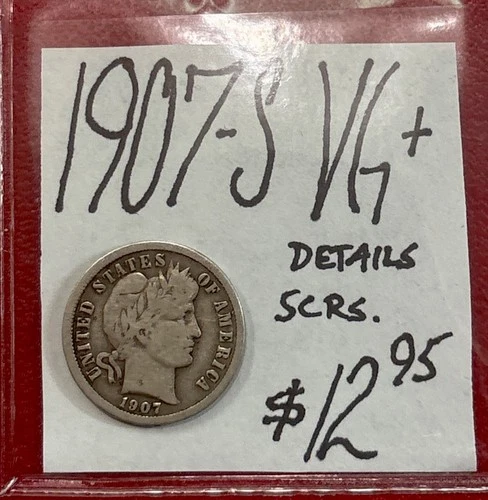 1907-S VG+
DETAILS
SCRS.
$12.95
UNITED STATES OF AMERICA
1907